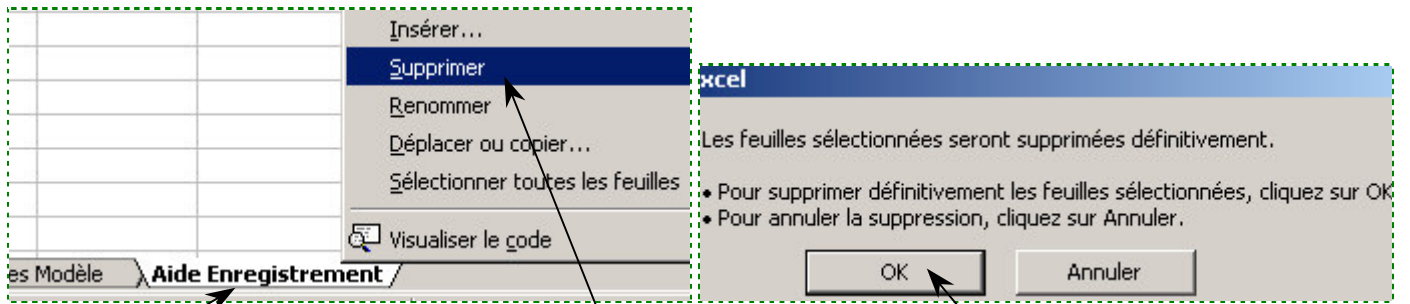 Insérer...
Supprimer
Renommer
Déplacer ou copier...
Sélectionner toutes les feuilles
Visualiser le code
es Modèle
Aide Enregistrement
xcel
Les feuilles sélectionnées seront supprimées définitivement.
• Pour supprimer définitivement les feuilles sélectionnées, cliquez sur OK
• Pour annuler la suppression, cliquez sur Annuler.
OK
Annuler